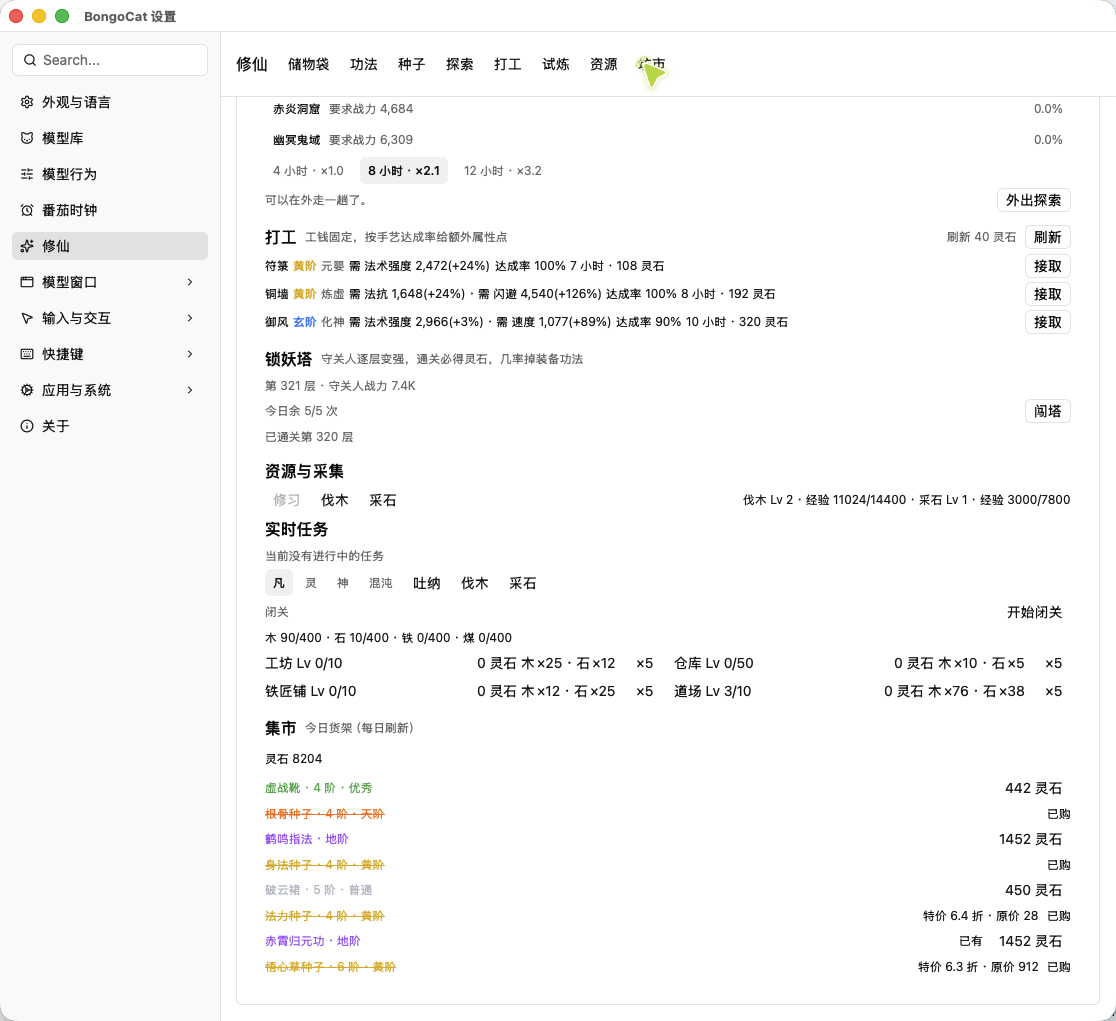 BongoCat 设置
Search...
外观与语言
模型库
模型行为
番茄时钟
修仙
模型窗口
输入与交互
快捷键
应用与系统
关于
修仙 储物袋 功法 种子 探索 打工 试炼 资源 市
赤炎洞窟 要求战力 4,684 0.0%
幽冥鬼域 要求战力 6,309 0.0%
4 小时 · ×1.0 8 小时 · ×2.1 12 小时 · ×3.2
可以在外走一趟了。 外出探索
打工 工钱固定，按手艺达成率给额外属性点 刷新 40 灵石 刷新
符箓 黄阶 元婴 需 法术强度 2,472(+24%) 达成率 100% 7 小时 · 108 灵石 接取
铜墙 黄阶 炼虚 需 法抗 1,648(+24%) · 需 闪避 4,540(+126%) 达成率 100% 8 小时 · 192 灵石 接取
御风 玄阶 化神 需 法术强度 2,966(+3%) · 需 速度 1,077(+89%) 达成率 90% 10 小时 · 320 灵石 接取
锁妖塔 守关人逐层变强，通关必得灵石，几率掉装备功法
第 321 层 · 守关人战力 7.4K
今日余 5/5 次 闯塔
已通关第 320 层
资源与采集
修习 伐木 采石 伐木 Lv 2 · 经验 11024/14400 · 采石 Lv 1 · 经验 3000/7800
实时任务
当前没有进行中的任务
凡 灵 神 混沌 吐纳 伐木 采石
闭关 开始闭关
木 90/400 · 石 10/400 · 铁 0/400 · 煤 0/400
工坊 Lv 0/10 0 灵石 木×25 · 石×12 ×5 仓库 Lv 0/50 0 灵石 木×10 · 石×5 ×5
铁匠铺 Lv 0/10 0 灵石 木×12 · 石×25 ×5 道场 Lv 3/10 0 灵石 木×76 · 石×38 ×5
集市 今日货架 (每日刷新)
灵石 8204
虚战靴 · 4 阶 · 优秀 442 灵石
根骨种子 · 4 阶 · 天阶 已购
鹤鸣指法 · 地阶 1452 灵石
身法种子 · 4 阶 · 黄阶 已购
破云裙 · 5 阶 · 普通 450 灵石
法力种子 · 4 阶 · 黄阶 特价 6.4 折 · 原价 28 已购
赤霄归元功 · 地阶 已有 1452 灵石
悟心草种子 · 6 阶 · 黄阶 特价 6.3 折 · 原价 912 已购